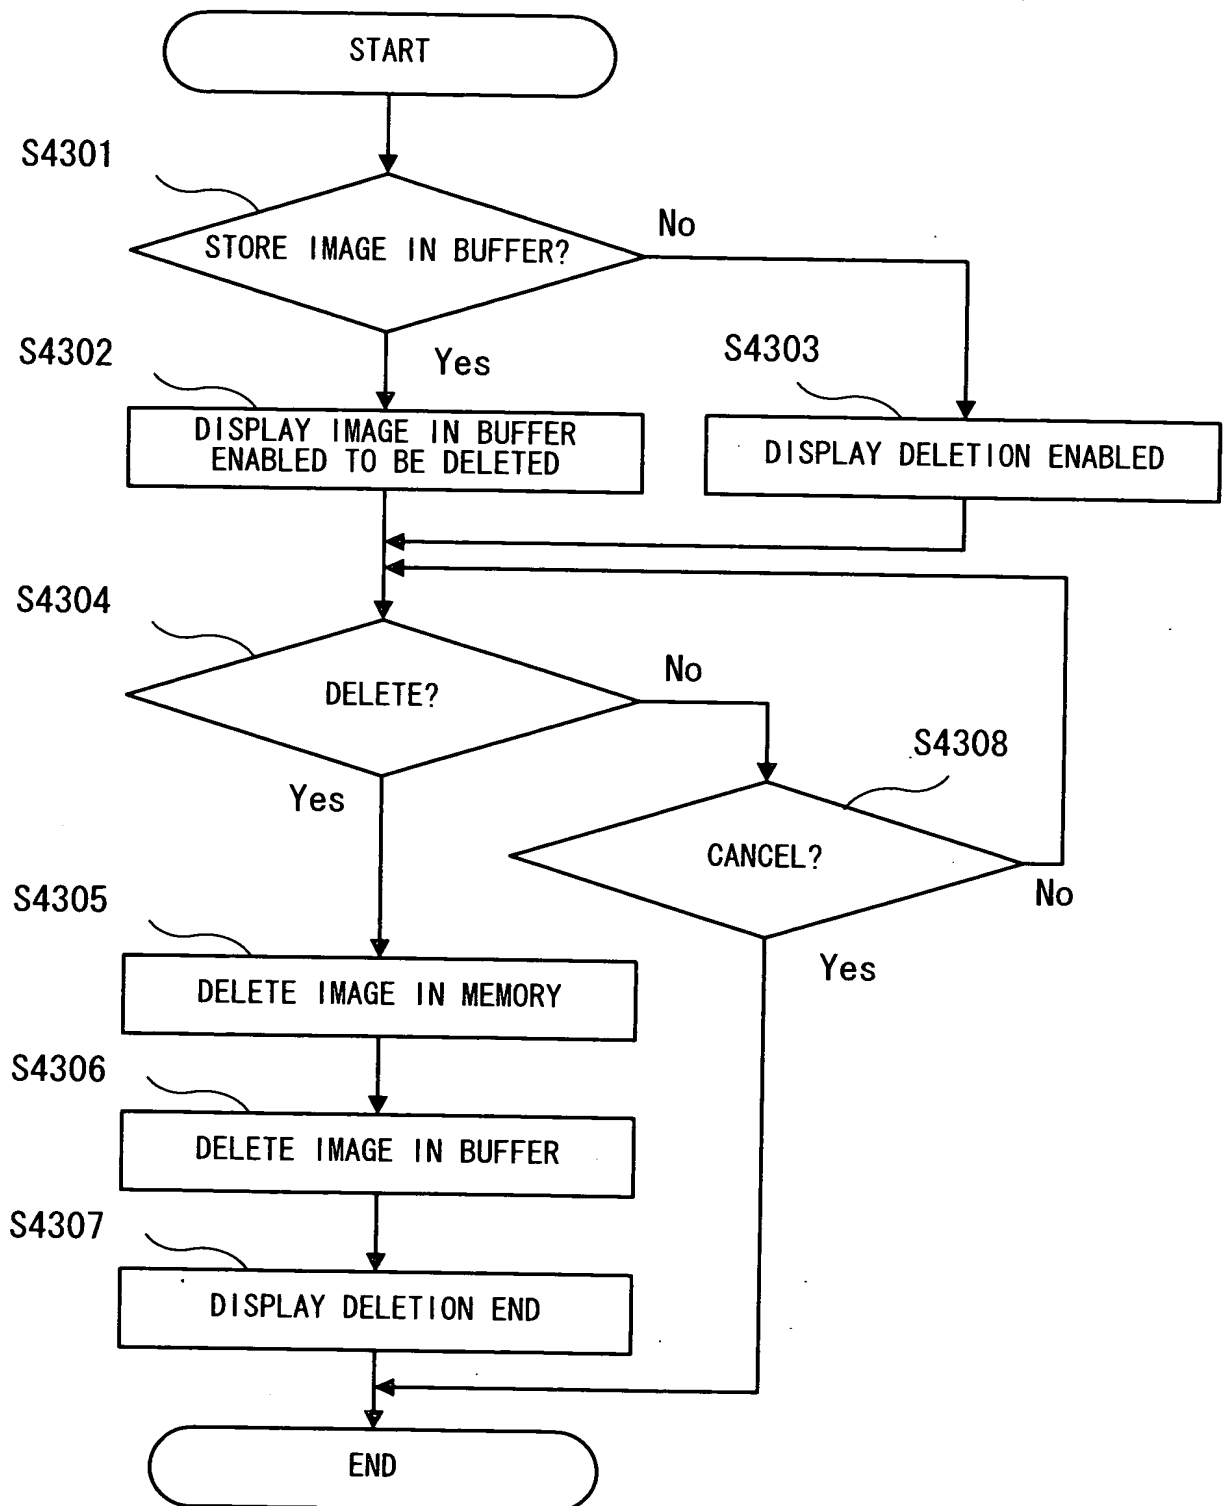 START
S4301
STORE IMAGE IN BUFFER?
No
S4302
Yes
S4303
DISPLAY IMAGE IN BUFFER
ENABLED TO BE DELETED
DISPLAY DELETION ENABLED
S4304
DELETE?
No
S4308
Yes
CANCEL?
No
S4305
Yes
DELETE IMAGE IN MEMORY
S4306
DELETE IMAGE IN BUFFER
S4307
DISPLAY DELETION END
END